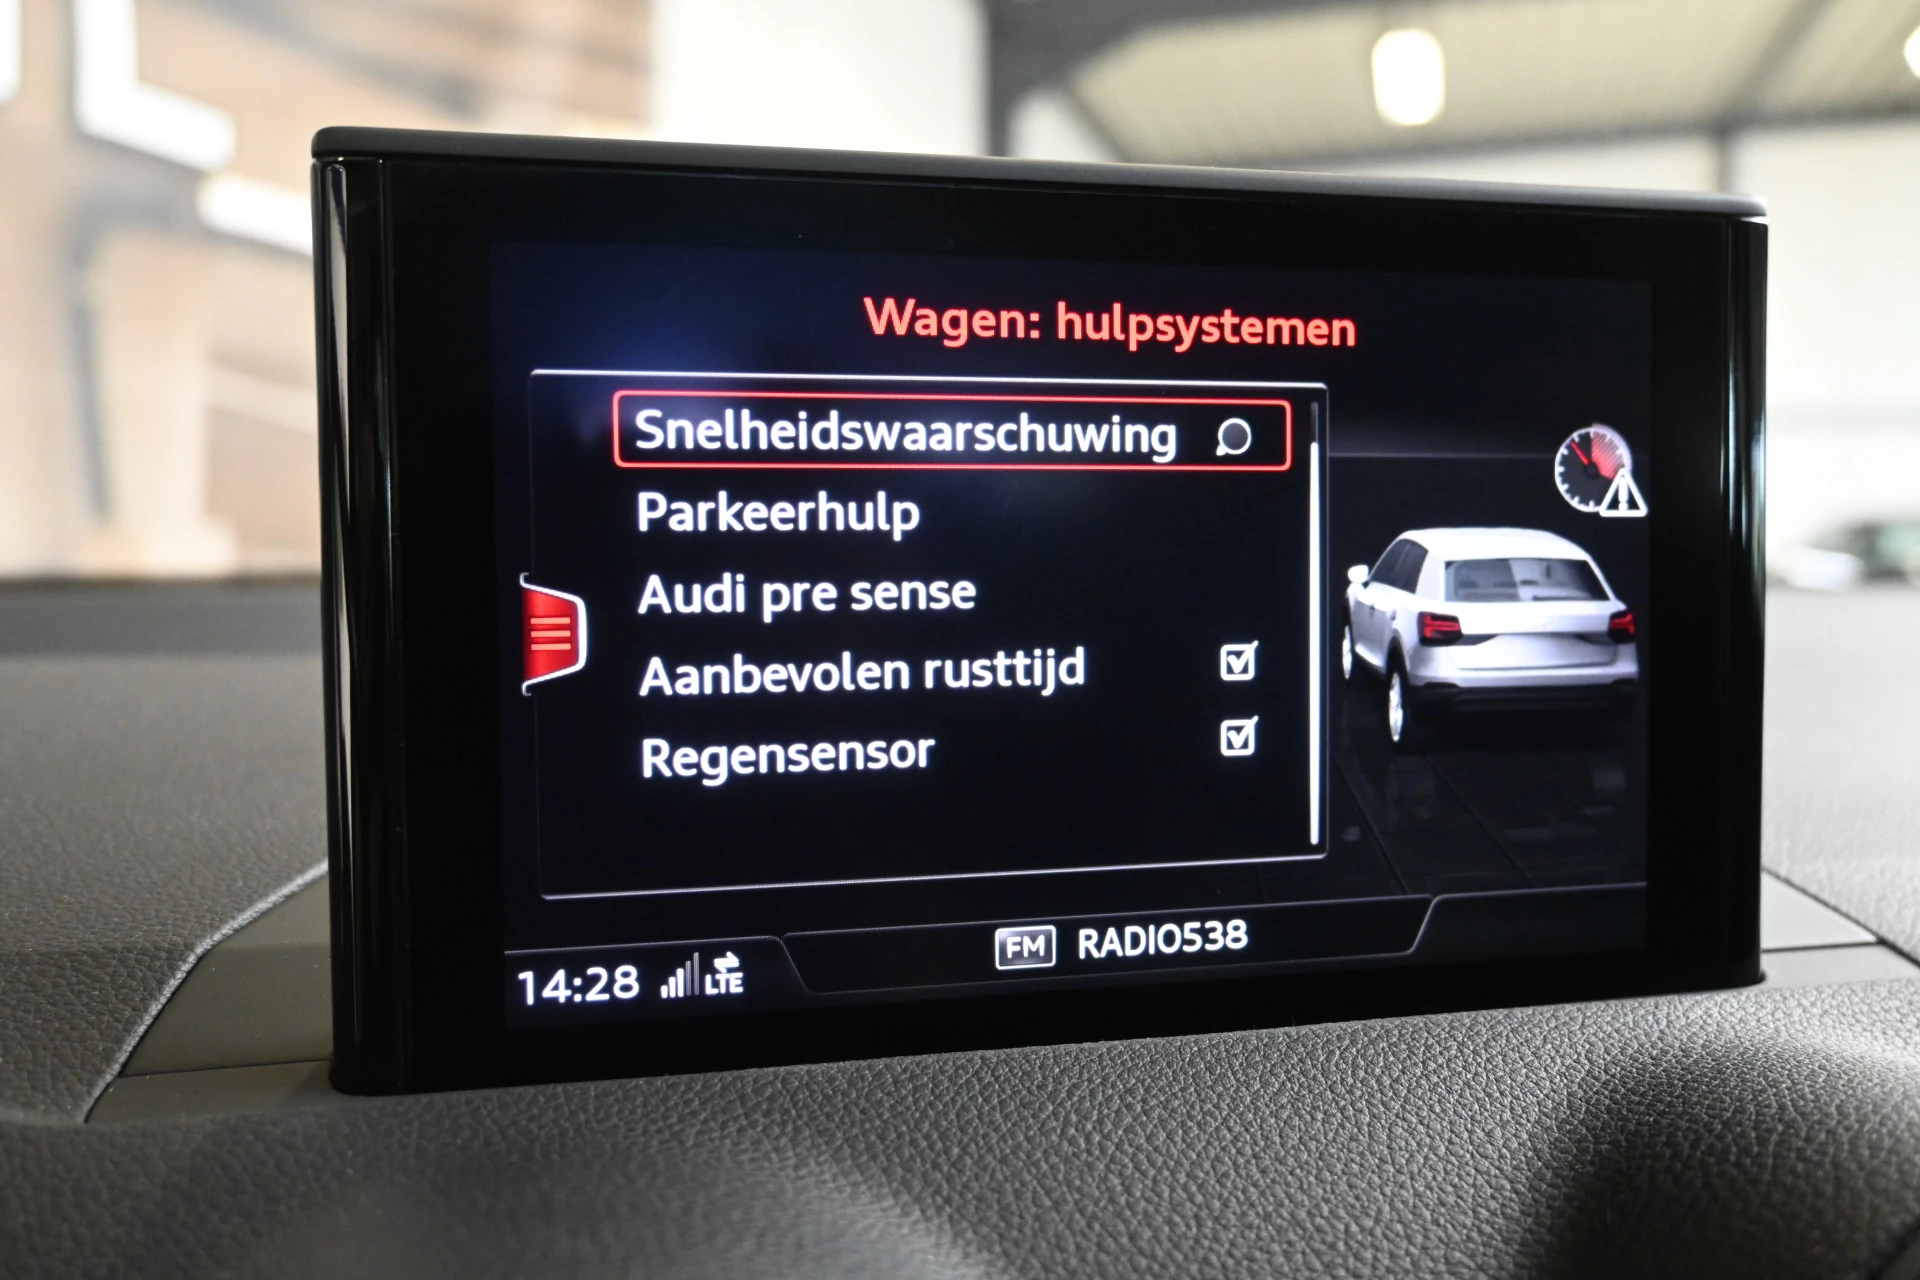 Wagen: hulpsystemen
Snelheidswaarschuwing
Parkeerhulp
Audi pre sense
Aanbevolen rusttijd
Regensensor
FM RADIO538
14:28 LTE